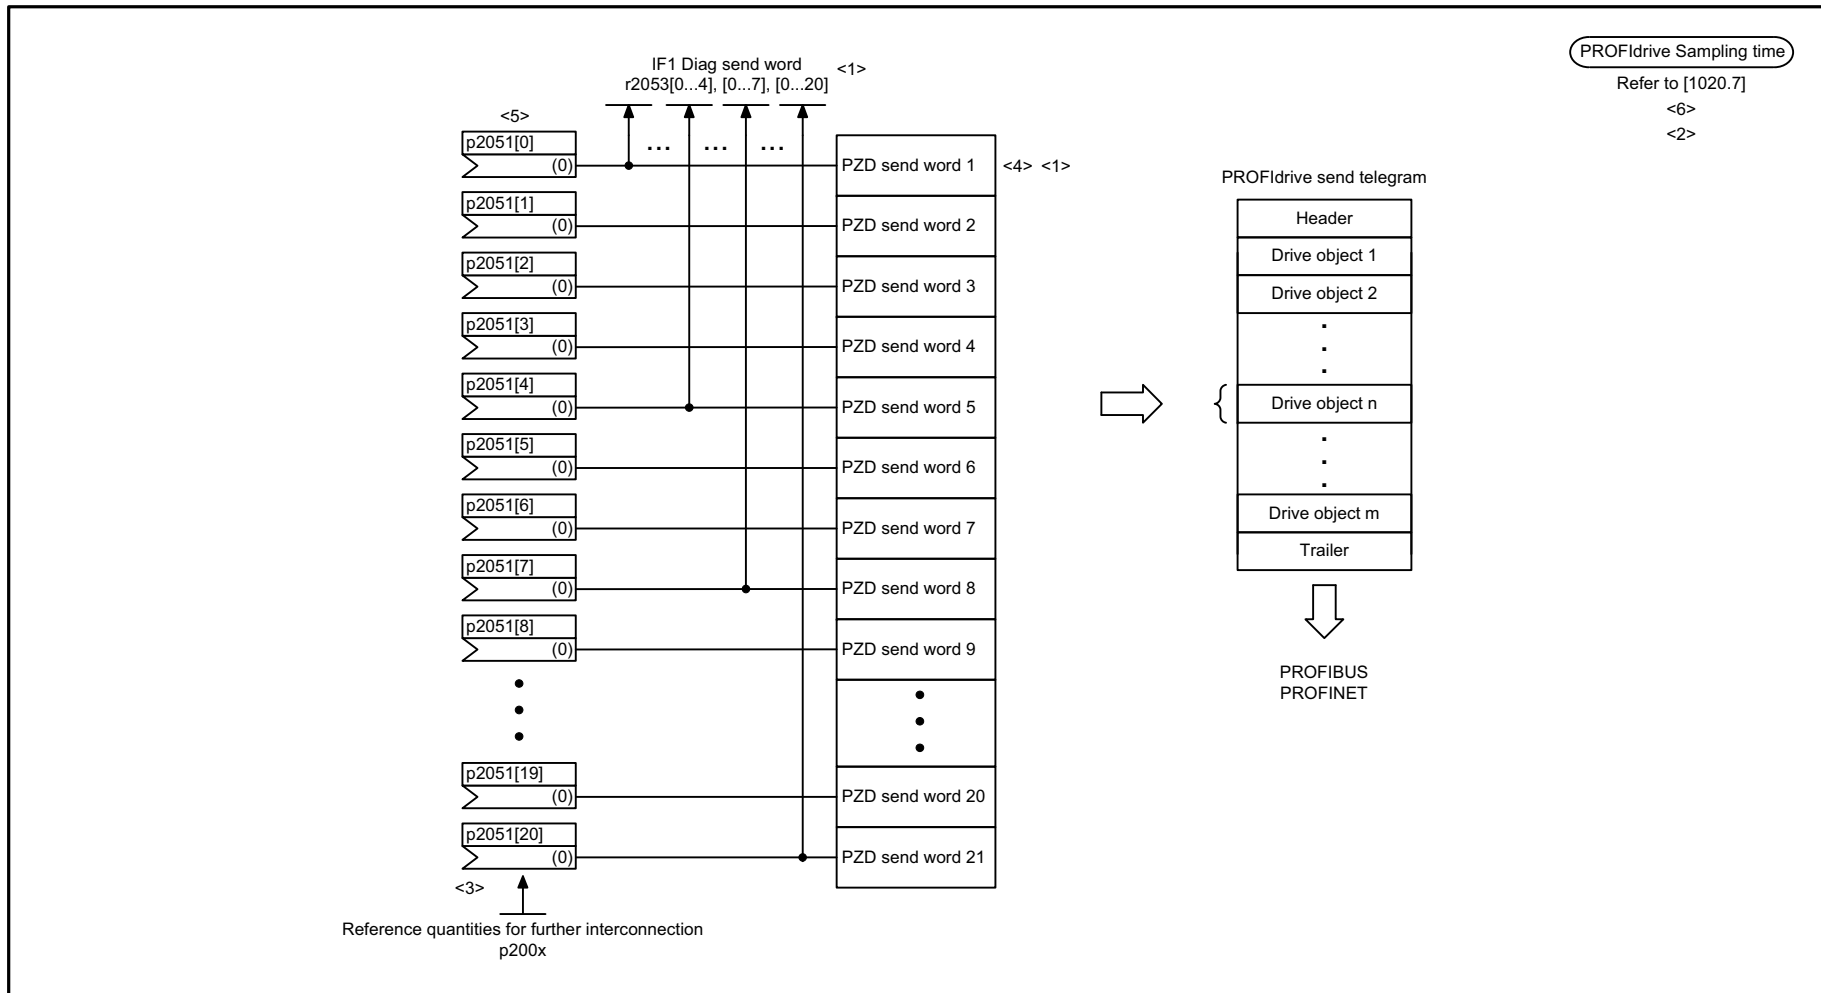 IF1 Diag send word
<1>
r2053[0...4], [0...7], [0...20]
PROFIdrive Sampling time
Refer to [1020.7]
<6>
<2>
<5>
... ... ...
p2051[0]
(0)
PZD send word 1
<4> <1>
p2051[1]
(0)
PZD send word 2
p2051[2]
(0)
PZD send word 3
p2051[3]
(0)
PZD send word 4
p2051[4]
(0)
PZD send word 5
p2051[5]
(0)
PZD send word 6
p2051[6]
(0)
PZD send word 7
p2051[7]
(0)
PZD send word 8
p2051[8]
(0)
PZD send word 9
p2051[19]
(0)
PZD send word 20
p2051[20]
(0)
PZD send word 21
<3>
Reference quantities for further interconnection
p200x
PROFIdrive send telegram
Header
Drive object 1
Drive object 2
Drive object n
Drive object m
Trailer
PROFIBUS
PROFINET